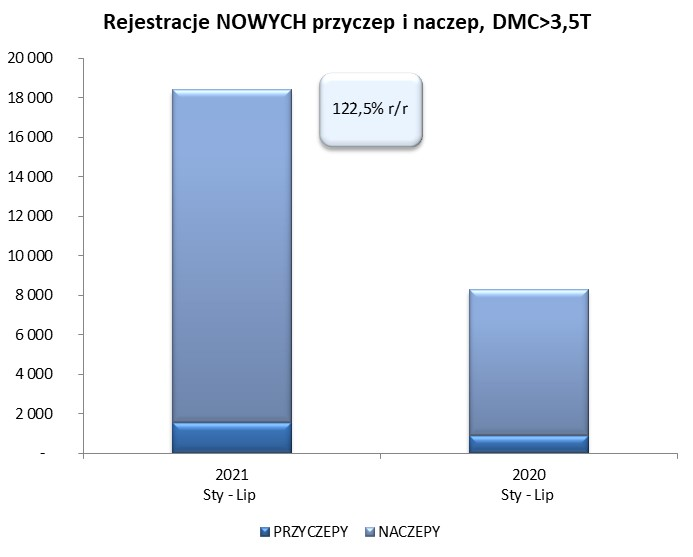 Rejestracje NOWYCH przyczep i naczep, DMC>3,5T
20 000
18 000
16 000
14 000
12 000
10 000
8 000
6 000
4 000
2 000
-
122,5% r/r
2021
Sty - Lip
2020
Sty - Lip
PRZYCZEPY NACZEPY